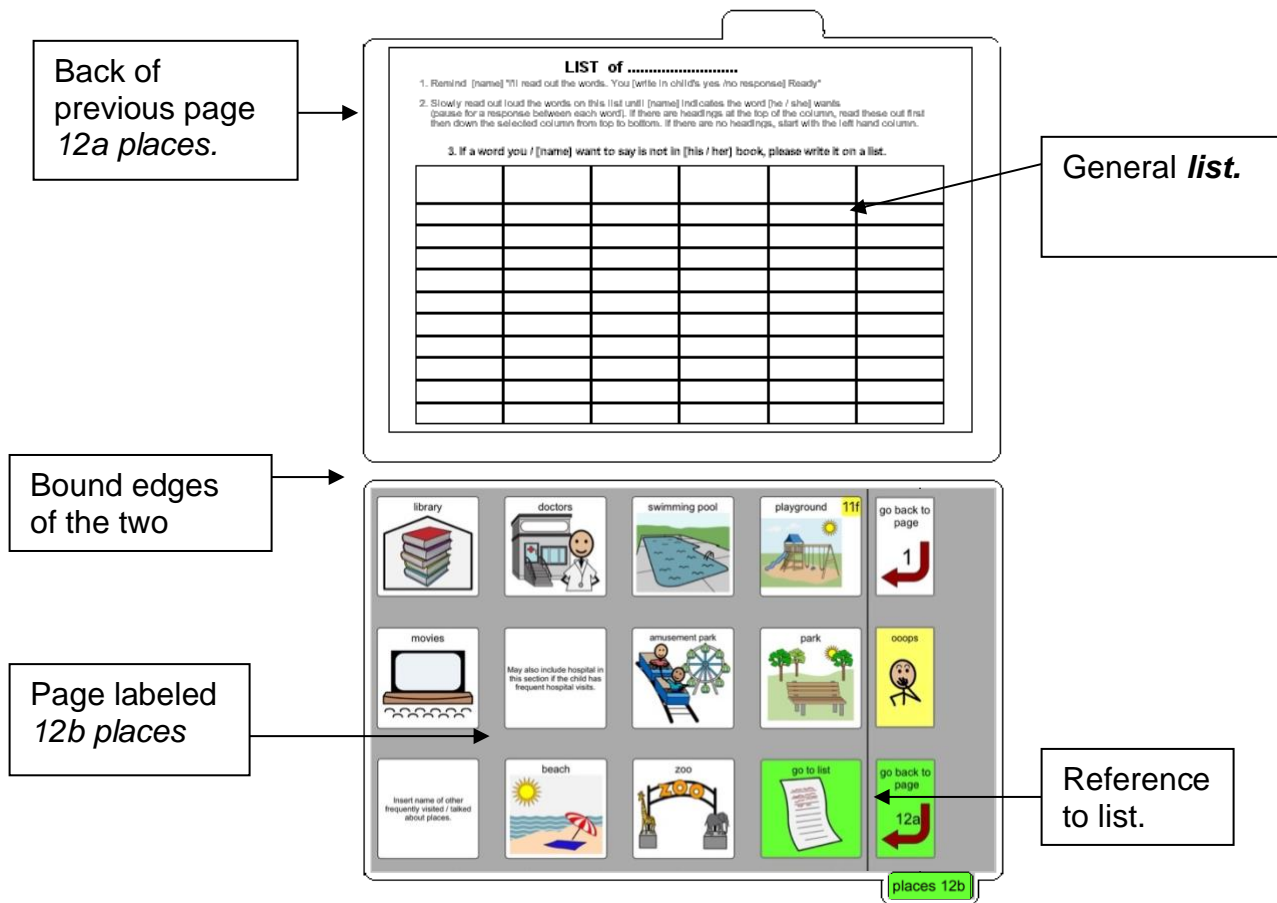 Back of
previous page
12a places.
LIST of ..........................
1. Remind [name] "I'll read out the words. You [write in child's yes /no response] Ready"
2. Slowly read out loud the words on this list until [name] indicates the word [he / she] wants
(pause for a response between each word). If there are headings at the top of the column, read these out first
then down the selected column from top to bottom. If there are no headings, start with the left hand column.
3. If a word you / [name] want to say is not in [his / her] book, please write it on a list.
General list.
Bound edges
of the two
library
doctors
swimming pool
playground
11f
go back to
page
1
movies
May also include hospital in
this section if the child has
frequent hospital visits.
amusement park
park
ooops
Page labeled
12b places
Insert name of other
frequently visited / talked
about places.
beach
zoo
ZOO
go to list
go back to
page
12a
Reference
to list.
places 12b